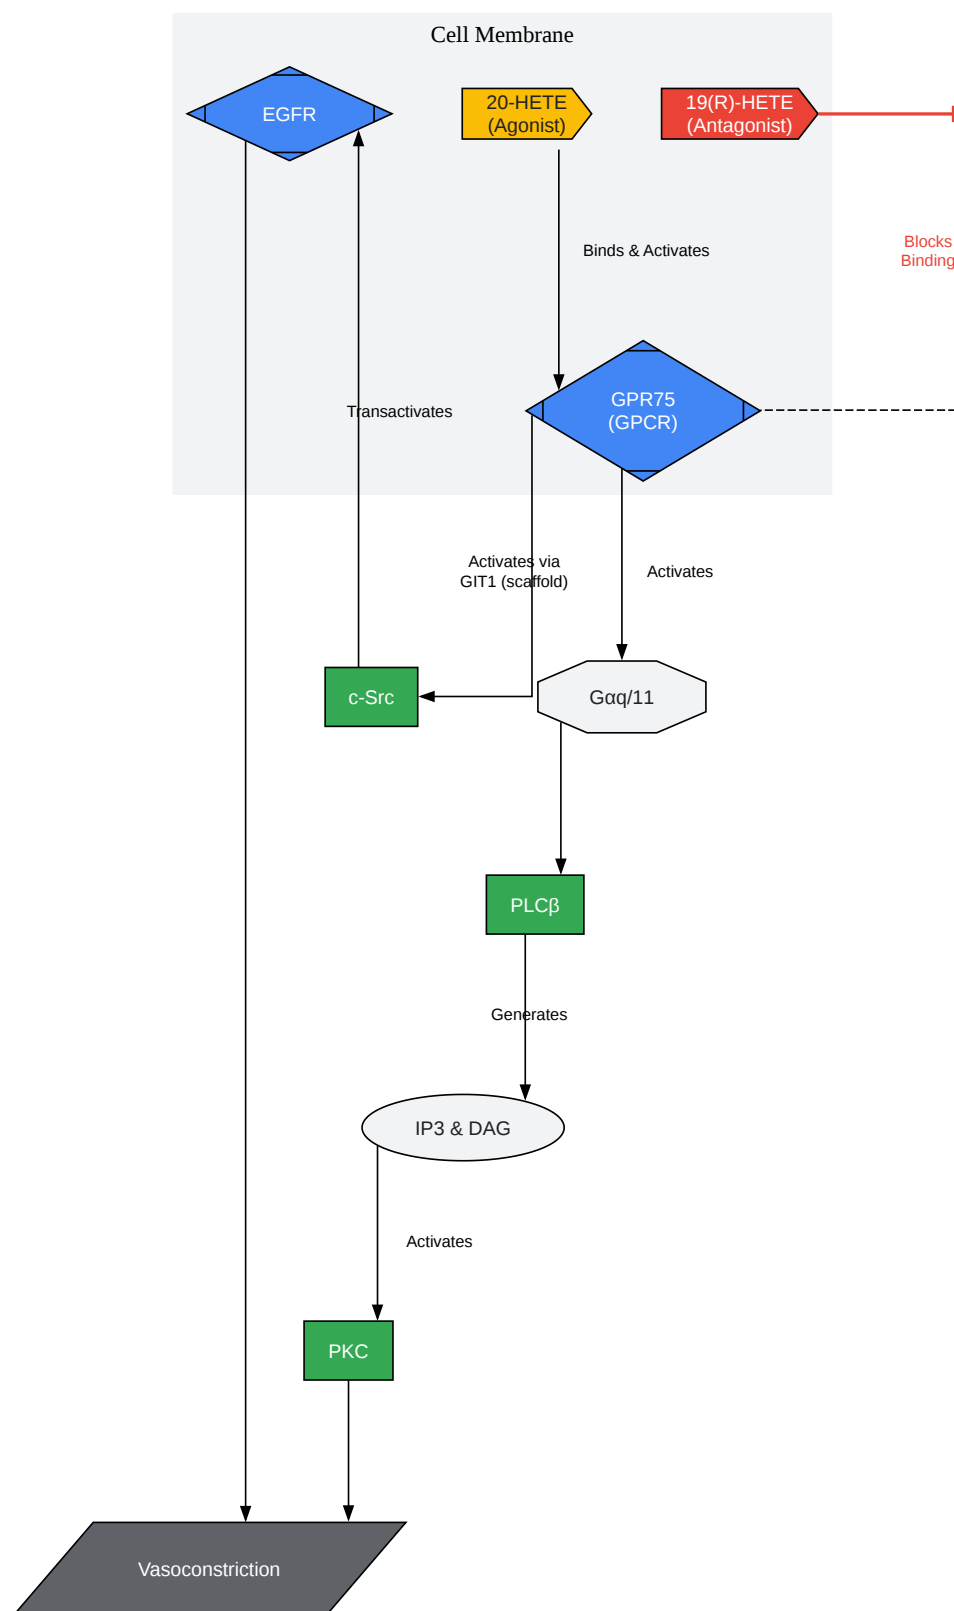 Cell Membrane
EGFR
20-HETE
(Agonist)
19(R)-HETE
(Antagonist)
Binds & Activates
Blocks
Binding
GPR75
(GPCR)
Transactivates
Activates via
GIT1 (scaffold)
Activates
c-Src
Gαq/11
PLCβ
Generates
IP3 & DAG
Activates
PKC
Vasoconstriction